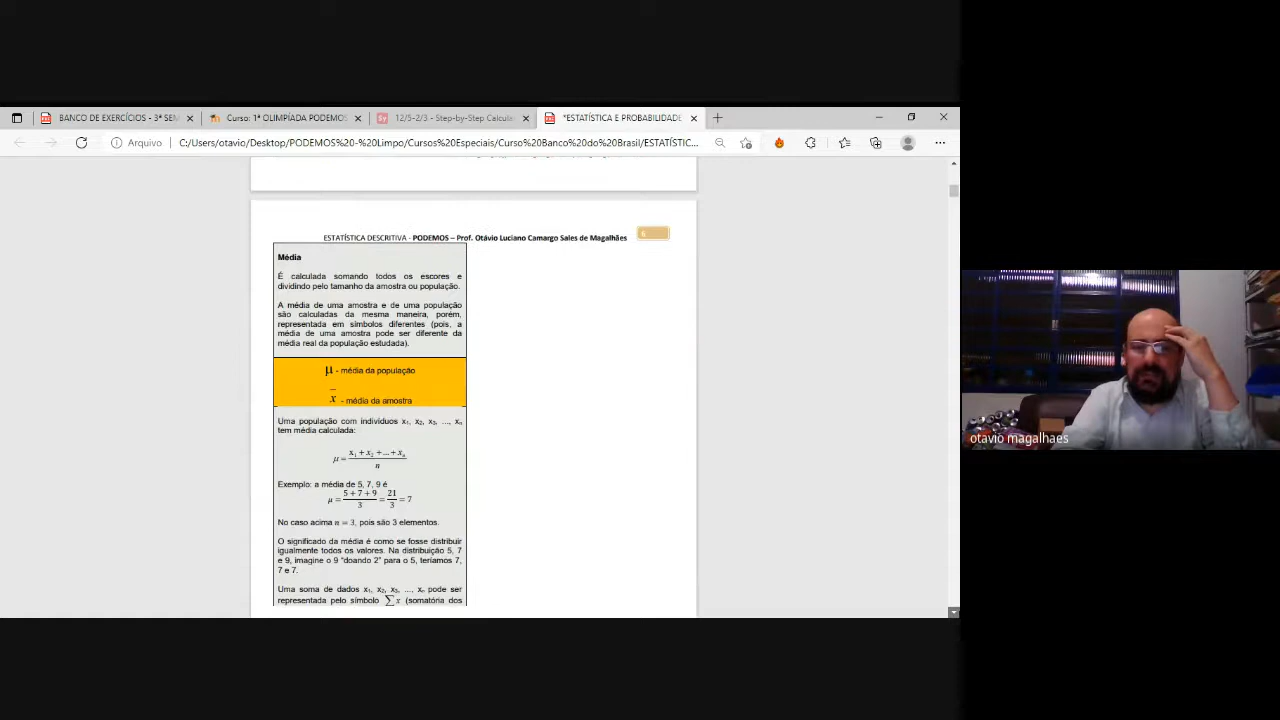 BANCO DE EXERCÍCIOS - 3ª SEM
Curso: 1ª OLIMPÍADA PODEMOS
12/5-2/3 - Step-by-Step Calcula
*ESTATÍSTICA E PROBABILIDADE
Arquivo
C:/Users/otavio/Desktop/PODEMOS%20-%20Limpo/Cursos%20Especiais/Curso%20Banco%20do%20Brasil/ESTATÍSTIC...
ESTATÍSTICA DESCRITIVA - PODEMOS – Prof. Otávio Luciano Camargo Sales de Magalhães
6
Média
É calculada somando todos os escores e
dividindo pelo tamanho da amostra ou população.
A média de uma amostra e de uma população
são calculadas da mesma maneira, porém,
representada em símbolos diferentes (pois, a
média de uma amostra pode ser diferente da
média real da população estudada).
μ - média da população
x̄ - média da amostra
Uma população com indivíduos x₁, x₂, x₃, ..., xₙ
tem média calculada:
μ = (x₁ + x₂ + ... + xₙ) / n
Exemplo: a média de 5, 7, 9 é
μ = (5 + 7 + 9) / 3 = 21 / 3 = 7
No caso acima n = 3, pois são 3 elementos.
O significado da média é como se fosse distribuir
igualmente todos os valores. Na distribuição 5, 7
e 9, imagine o 9 "doando 2" para o 5, teríamos 7,
7 e 7.
Uma soma de dados x₁, x₂, x₃, ..., xₙ pode ser
representada pelo símbolo ∑x (somatória dos
otavio magalhaes